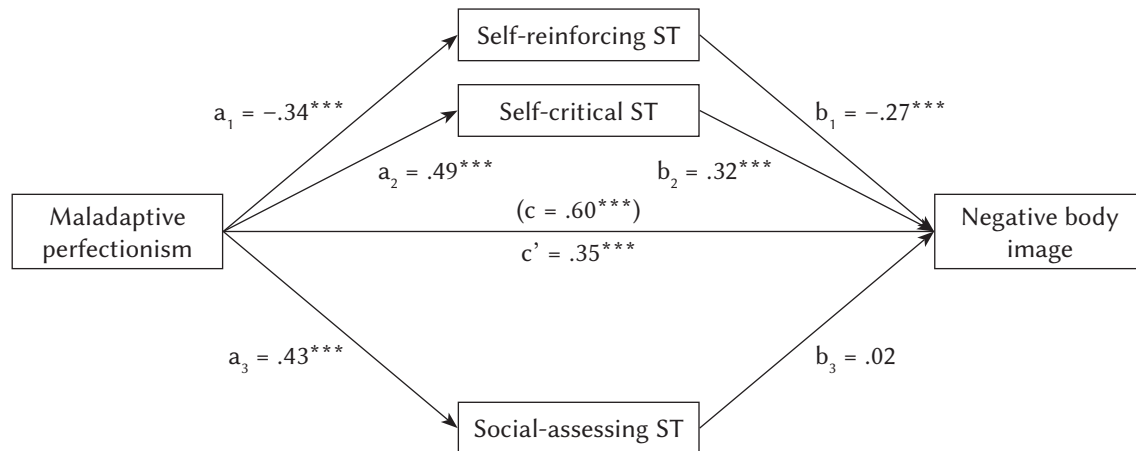 Self-reinforcing ST
a₁ = −.34***
b₁ = −.27***
Self-critical ST
a₂ = .49***
b₂ = .32***
Maladaptive
perfectionism
(c = .60***)
c’ = .35***
Negative body
image
a₃ = .43***
b₃ = .02
Social-assessing ST